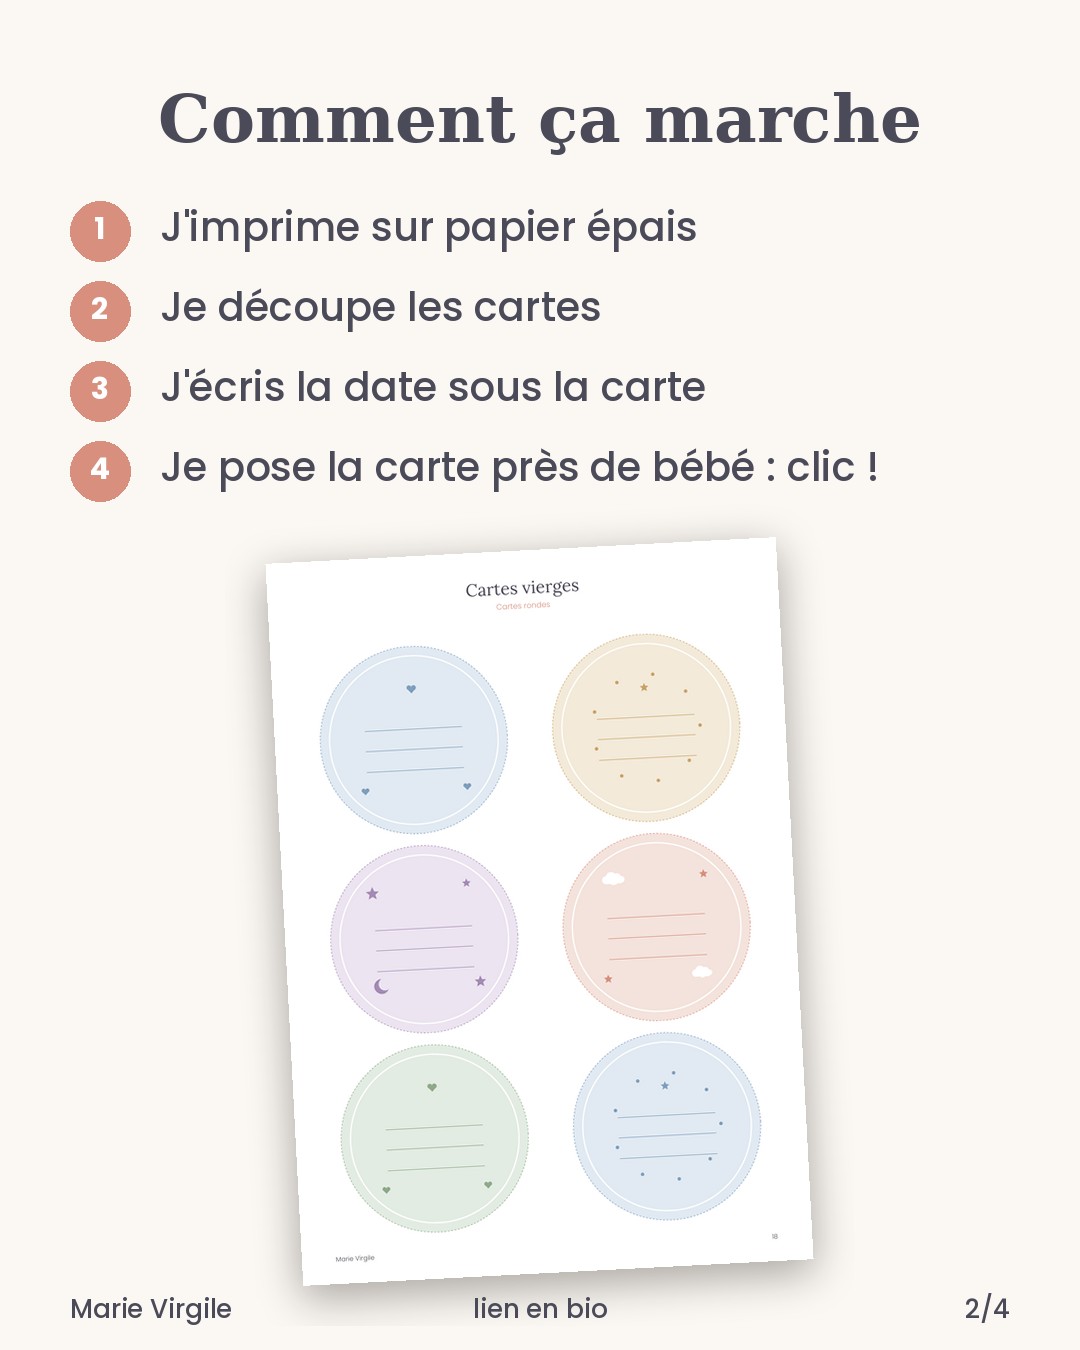 Comment ça marche
1 J'imprime sur papier épais
2 Je découpe les cartes
3 J'écris la date sous la carte
4 Je pose la carte près de bébé : clic !
Cartes vierges
Cartes rondes
Marie Virgile
18
Marie Virgile lien en bio 2/4